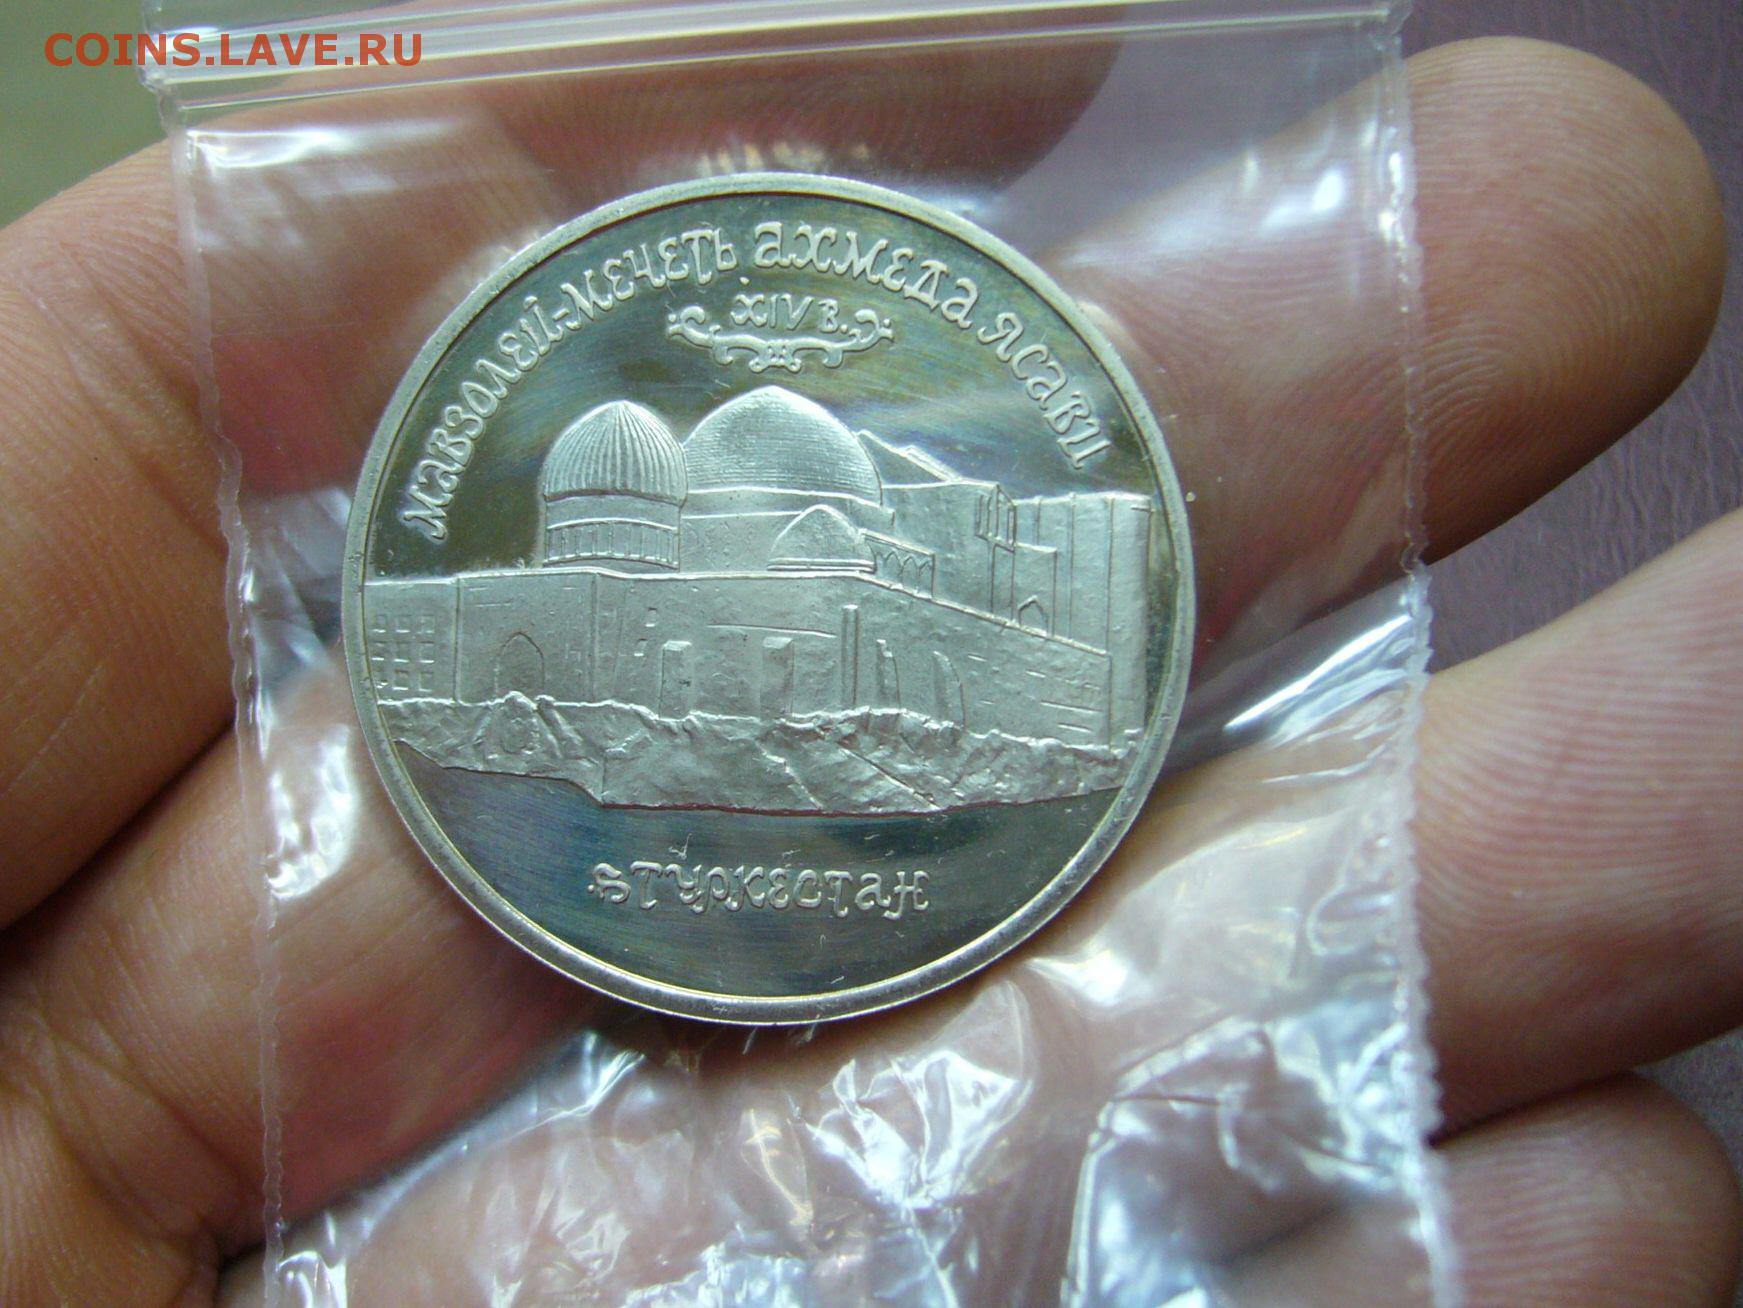 COINS.LAVE.RU
МАВЗОЛЕЙ-МЕЧЕТЬ АХМЕДА ЯСАВИ
XIV В.
г.ТУРКЕСТАН